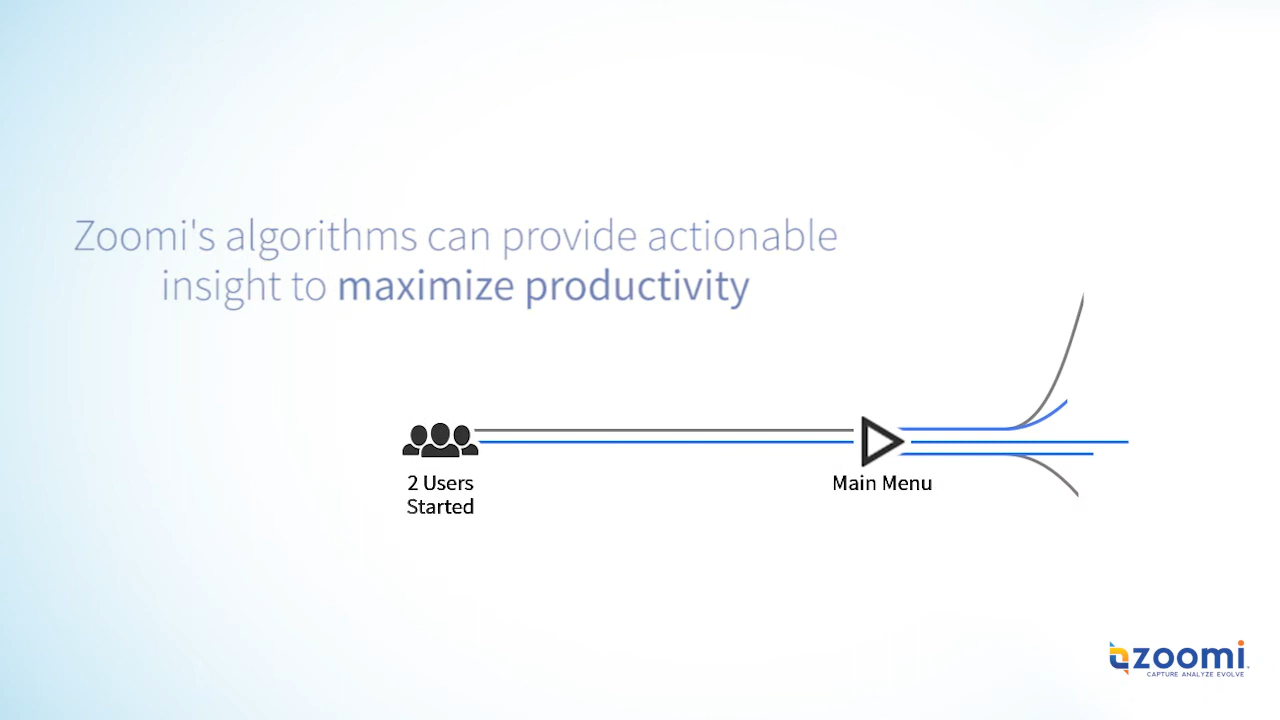 Zoomi's algorithms can provide actionable
insight to maximize productivity
2 Users
Started
Main Menu
zoomi
CAPTURE ANALYZE EVOLVE